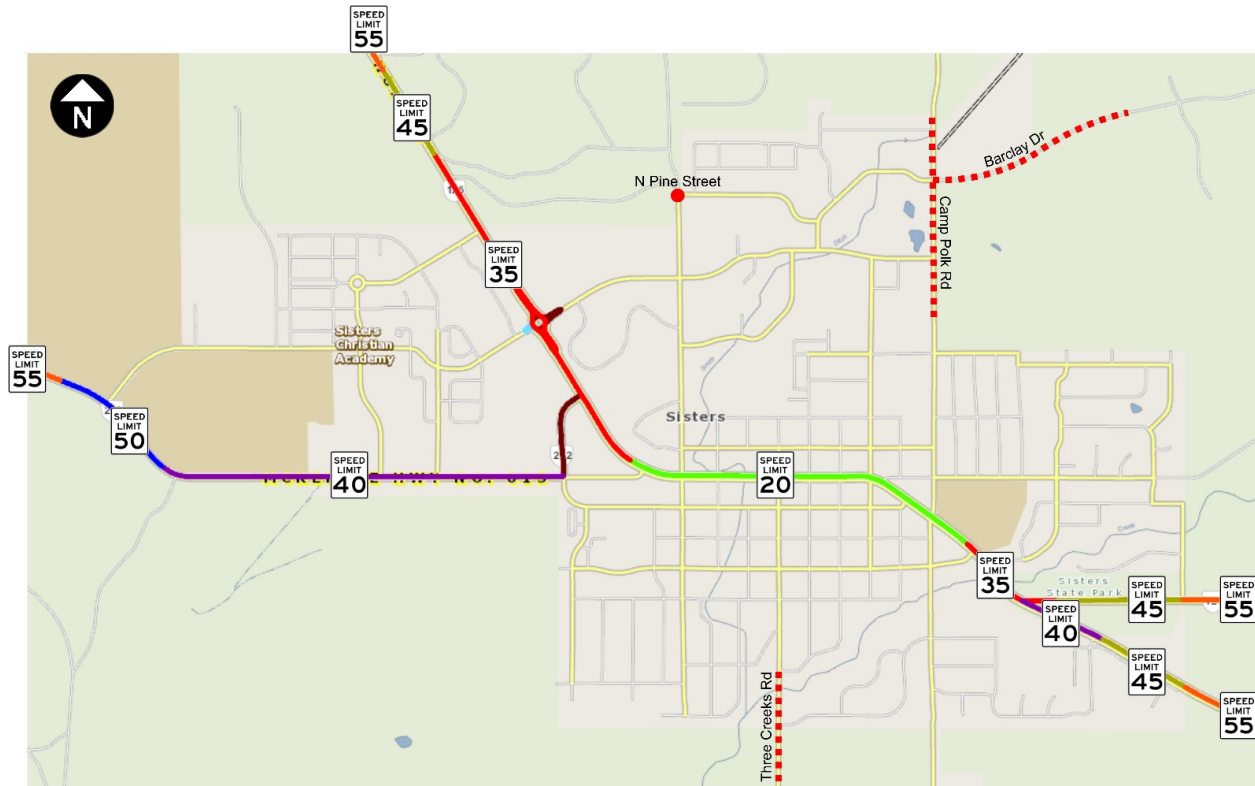 SPEED
LIMIT
55
SPEED
LIMIT
45
N
Barclay Dr
N Pine Street
Camp Polk Rd
SPEED
LIMIT
35
Sisters
Christian
Academy
SPEED
LIMIT
55
SPEED
LIMIT
50
Sisters
SPEED
LIMIT
40
SPEED
LIMIT
20
Creek
SPEED
LIMIT
35
Sisters
State Park
SPEED
LIMIT
45
SPEED
LIMIT
55
SPEED
LIMIT
40
SPEED
LIMIT
45
SPEED
LIMIT
55
Three Creeks Rd